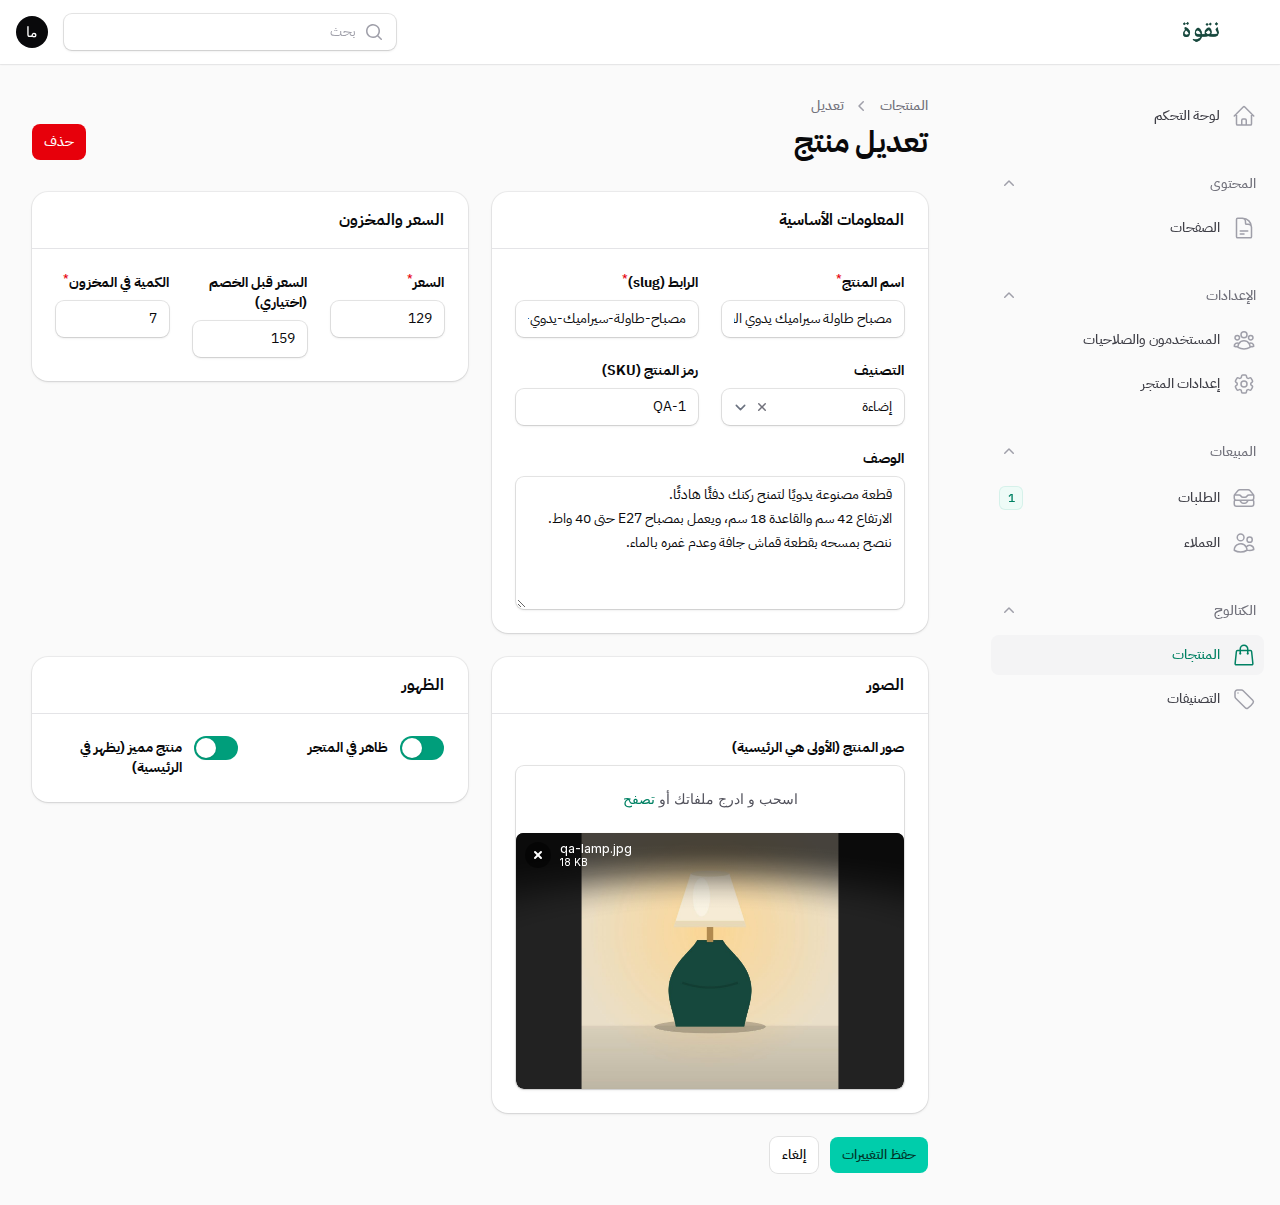 نقوة
بحث
ما
لوحة التحكم
المحتوى
الصفحات
الإعدادات
المستخدمون والصلاحيات
إعدادات المتجر
المبيعات
الطلبات
1
العملاء
الكتالوج
المنتجات
التصنيفات
المنتجات
تعديل
تعديل منتج
حذف
المعلومات الأساسية
اسم المنتج*
مصباح طاولة سيراميك يدوي
الرابط (slug)*
مصباح-طاولة-سيراميك-يدوي-
التصنيف
إضاءة
رمز المنتج (SKU)
QA-1
الوصف
قطعة مصنوعة يدويًا لتمنح ركنك دفئًا هادئًا.
الارتفاع 42 سم والقاعدة 18 سم، ويعمل بمصباح E27 حتى 40 واط.
ننصح بمسحه بقطعة قماش جافة وعدم غمره بالماء.
السعر والمخزون
السعر*
129
السعر قبل الخصم
(اختياري)
159
الكمية في المخزون*
7
الصور
صور المنتج (الأولى هي الرئيسية)
اسحب و ادرج ملفاتك أو تصفح
qa-lamp.jpg
18 KB
الظهور
ظاهر في المتجر
منتج مميز (يظهر في
الرئيسية)
حفظ التغييرات
إلغاء